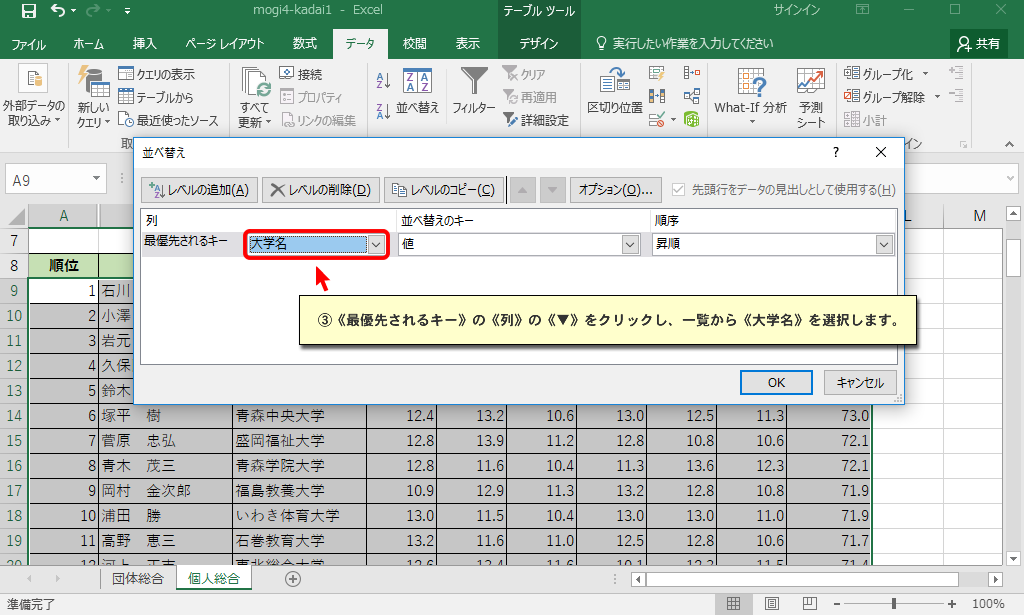 mogi4-kadai1 - Excel
テーブル ツール
サインイン
ファイル
ホーム
挿入
ページ レイアウト
数式
データ
校閲
表示
デザイン
実行したい作業を入力してください
共有
外部データの
取り込み
新しい
クエリ
クエリの表示
テーブルから
最近使ったソース
すべて
更新
接続
プロパティ
リンクの編集
並べ替え
フィルター
クリア
再適用
詳細設定
区切り位置
What-If 分析
予測
シート
グループ化
グループ解除
小計
取
イン
並べ替え
?
レベルの追加(A)
レベルの削除(D)
レベルのコピー(C)
オプション(O)...
先頭行をデータの見出しとして使用する(H)
列
並べ替えのキー
順序
最優先されるキー
大学名
値
昇順
③《最優先されるキー》の《列》の《▼》をクリックし、一覧から《大学名》を選択します。
OK
キャンセル
A9
A
L
M
7
8 順位
9 1 石川
10 2 小澤
11 3 岩元
12 4 久保
13 5 鈴木
14 6 塚平 樹 青森中央大学 12.4 13.2 10.6 13.0 12.5 11.3 73.0
15 7 菅原 忠弘 盛岡福祉大学 12.8 13.9 11.2 12.8 10.8 10.6 72.1
16 8 青木 茂三 青森学院大学 12.8 11.6 10.4 11.3 13.6 12.3 72.1
17 9 岡村 金次郎 福島教養大学 10.9 12.9 11.3 13.2 12.8 10.8 71.9
18 10 浦田 勝 いわき体育大学 13.0 11.5 10.4 13.0 13.0 11.0 71.9
19 11 高野 恵三 石巻教育大学 13.2 11.6 11.0 12.5 12.8 10.6 71.7
団体総合
個人総合
準備完了
100%